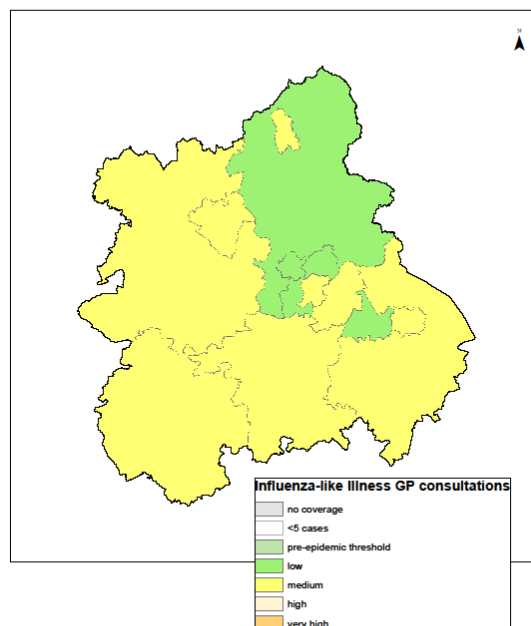 N
Influenza-like Illness GP consultations
no coverage
<5 cases
pre-epidemic threshold
low
medium
high
very high